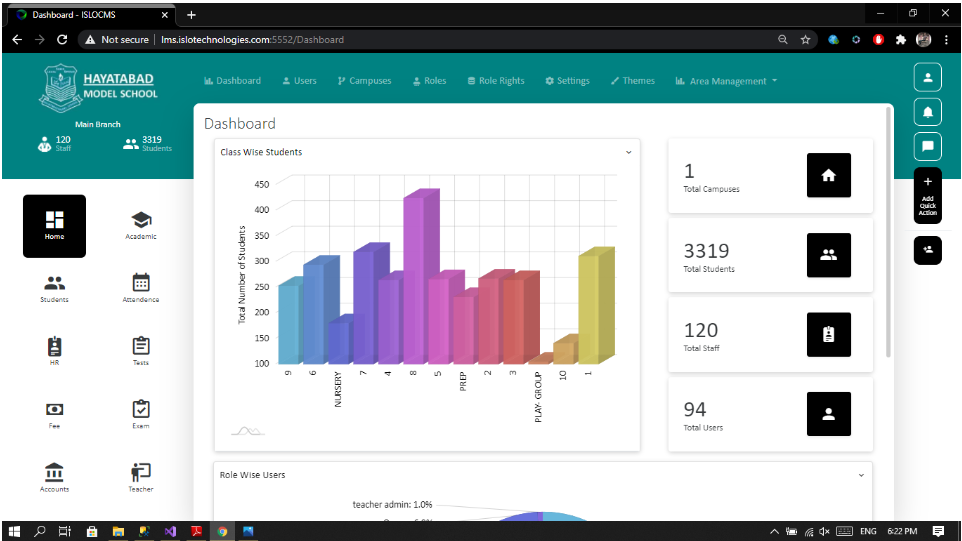 Dashboard - ISLOCMS
Not secure | lms.islotechnologies.com:5552/Dashboard
HAYATABAD
MODEL SCHOOL
Main Branch
120
Staff
3319
Students
Dashboard Users Campuses Roles Role Rights Settings Themes Area Management
Home
Academic
Students
Attendence
HR
Tests
Fee
Exam
Accounts
Teacher
Dashboard
Class Wise Students
Total Number of Students
450
400
350
300
250
200
150
100
9 6 NURSERY 7 4 8 5 PREP 2 3 PLAY- GROUP 10 1
1
Total Campuses
3319
Total Students
120
Total Staff
94
Total Users
Add
Quick
Action
Role Wise Users
teacher admin: 1.0%
ENG 6:22 PM